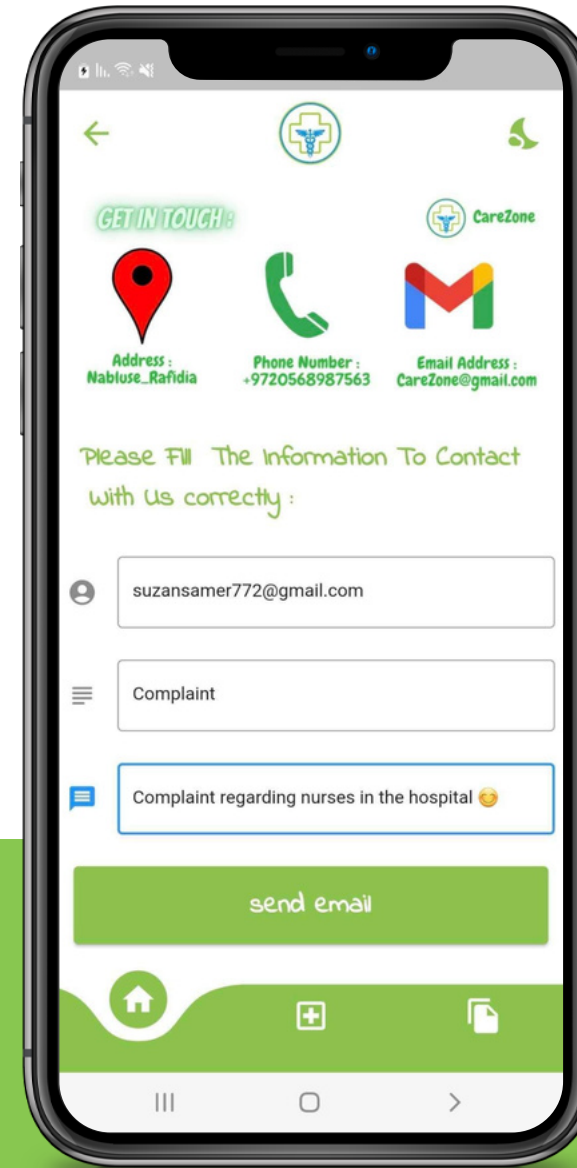 GET IN TOUCH :
CareZone
Address :
Nabluse_Rafidia
Phone Number :
+9720568987563
Email Address :
CareZone@gmail.com
Please Fill The Information To Contact
With Us correctly :
suzansamer772@gmail.com
Complaint
Complaint regarding nurses in the hospital 😊
send email